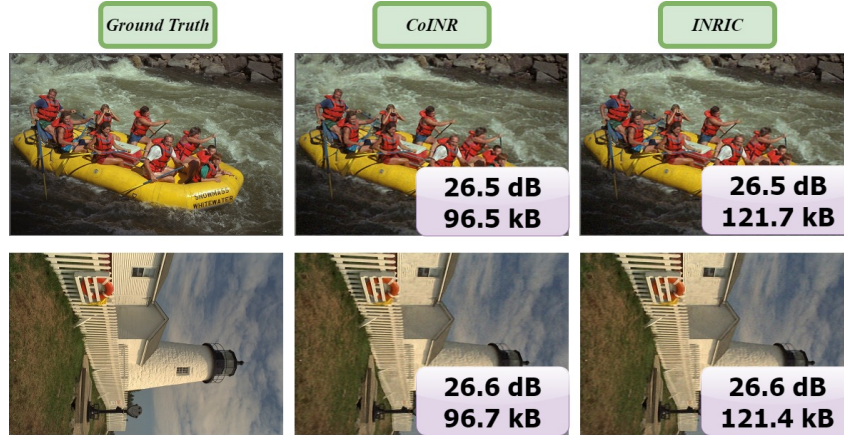 Ground Truth
CoINR
INRIC
SNOWMASS
WHITEWATER
26.5 dB
96.5 kB
26.5 dB
121.7 kB
26.6 dB
96.7 kB
26.6 dB
121.4 kB